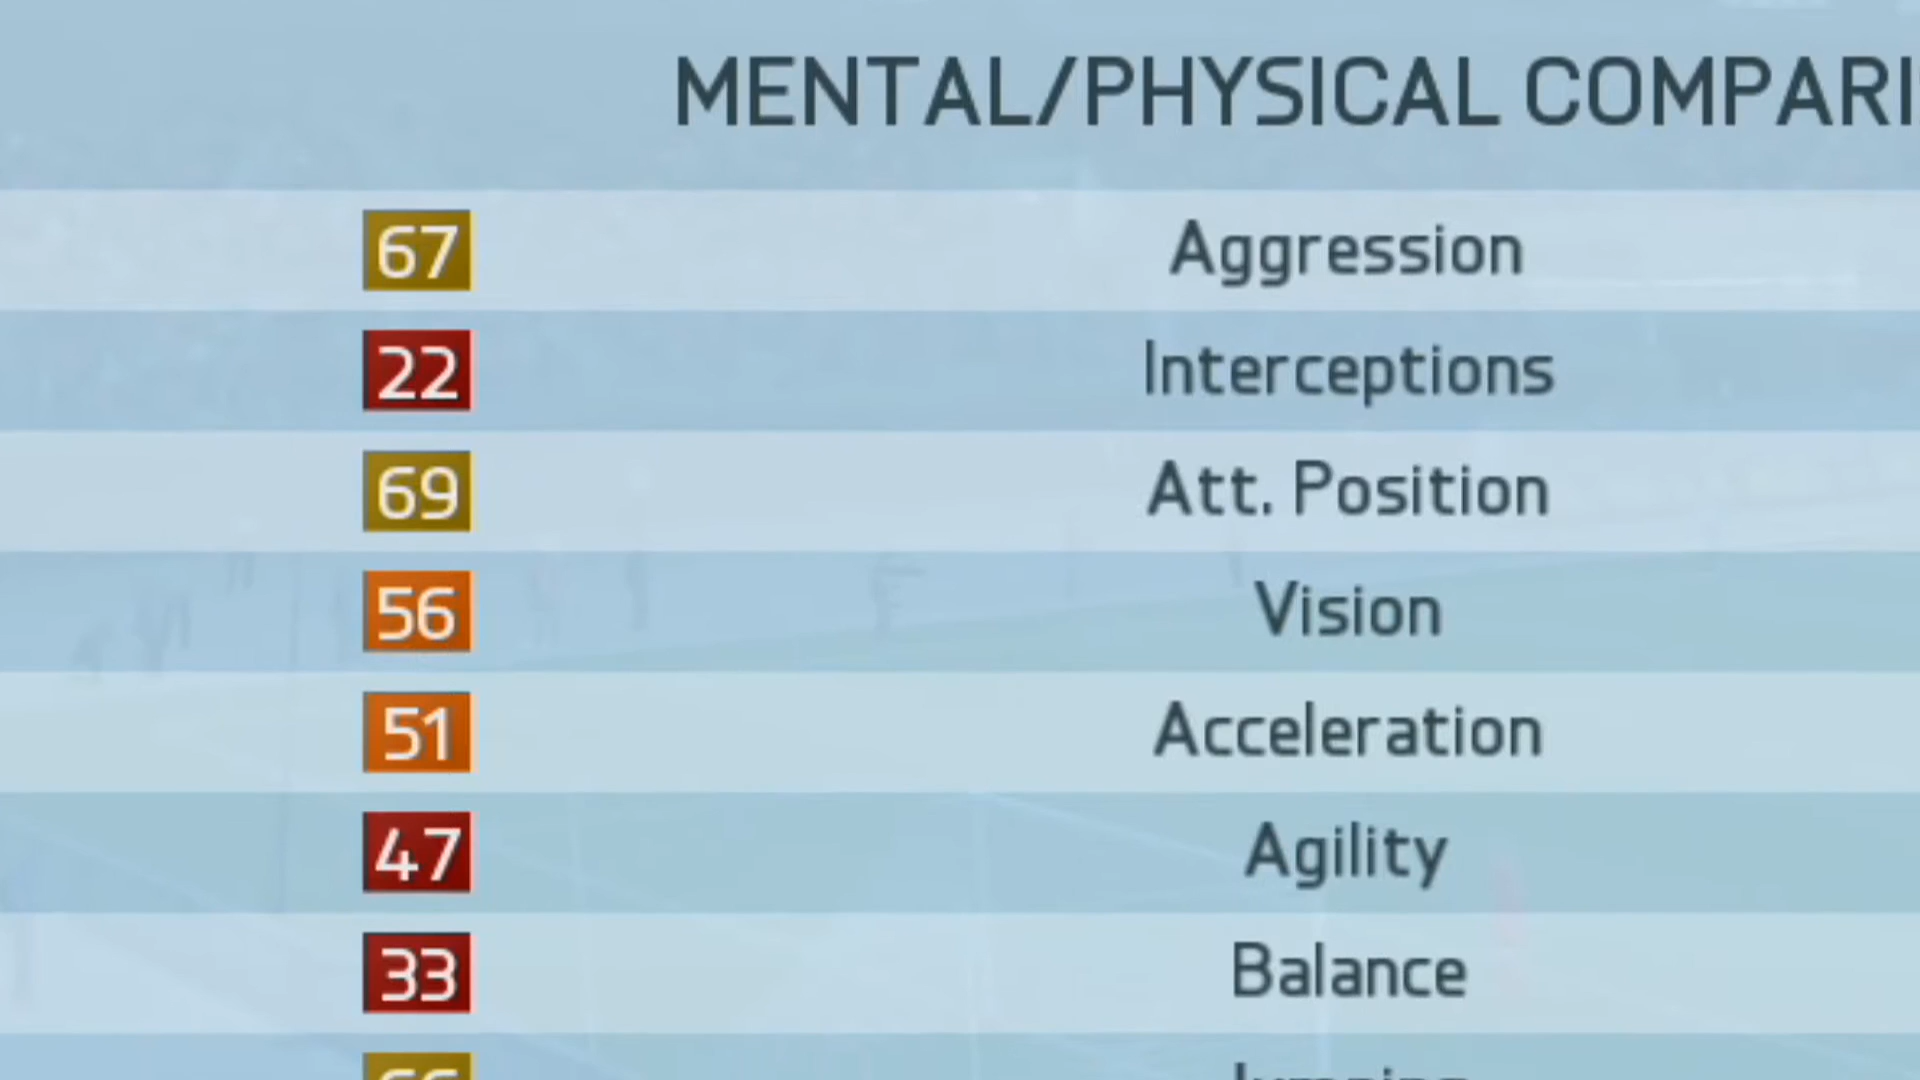 MENTAL/PHYSICAL COMPARI
67 Aggression
22 Interceptions
69 Att. Position
56 Vision
51 Acceleration
47 Agility
33 Balance